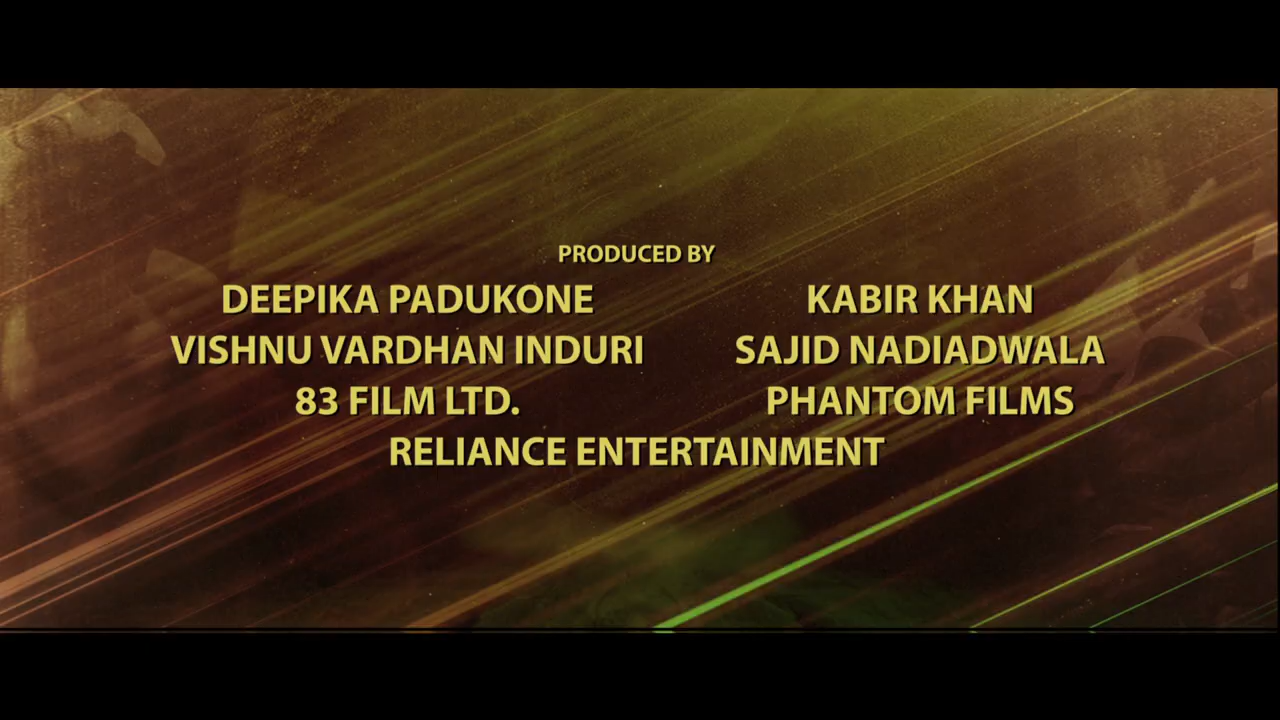 PRODUCED BY
DEEPIKA PADUKONE KABIR KHAN
VISHNU VARDHAN INDURI SAJID NADIADWALA
83 FILM LTD. PHANTOM FILMS
RELIANCE ENTERTAINMENT